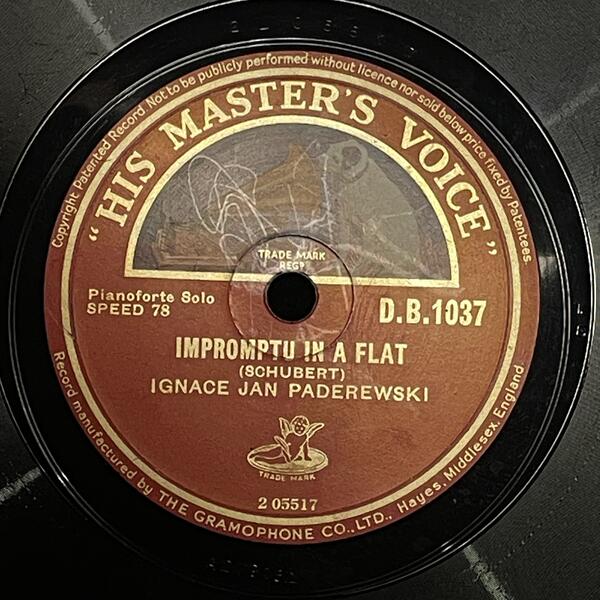 Copyright Patented Record. Not to be publicly performed without licence nor sold below price fixed by Patentees.
"HIS MASTER'S VOICE"
TRADE MARK
REGD
Pianoforte Solo
SPEED 78
D.B.1037
IMPROMPTU IN A FLAT
(SCHUBERT)
IGNACE JAN PADEREWSKI
TRADE MARK
2 05517
Record manufactured by THE GRAMOPHONE CO., LTD., Hayes, Middlesex, England.